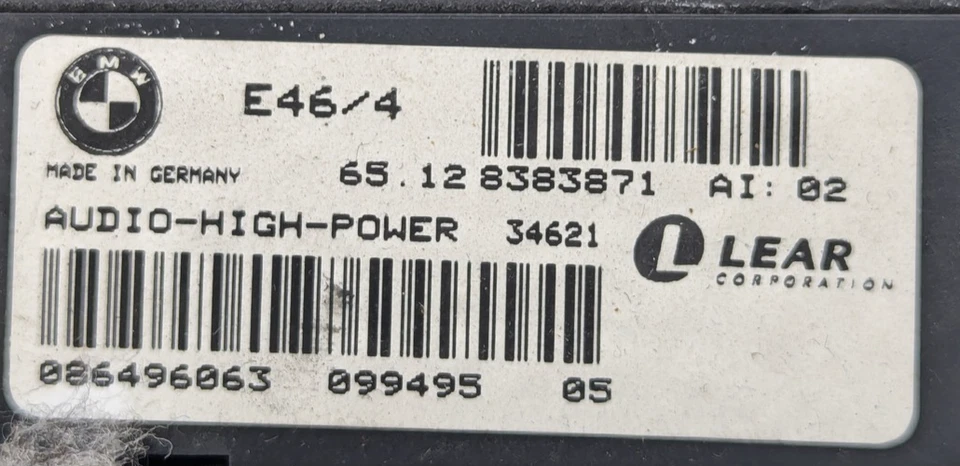 BMW
E46/4
MADE IN GERMANY 65.12 8383871 AI: 02
AUDIO-HIGH-POWER 34621
L LEAR
CORPORATION
086496063 099495 05